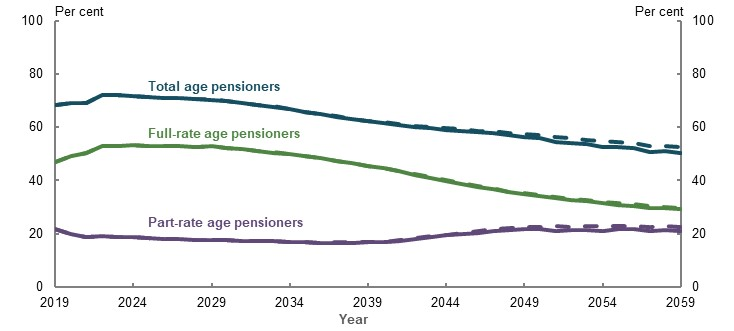 Per cent Per cent
100 100
Total age pensioners
80 80
Full-rate age pensioners
60 60
40 40
Part-rate age pensioners
20 20
0 0
2019 2024 2029 2034 2039 2044 2049 2054 2059
Year